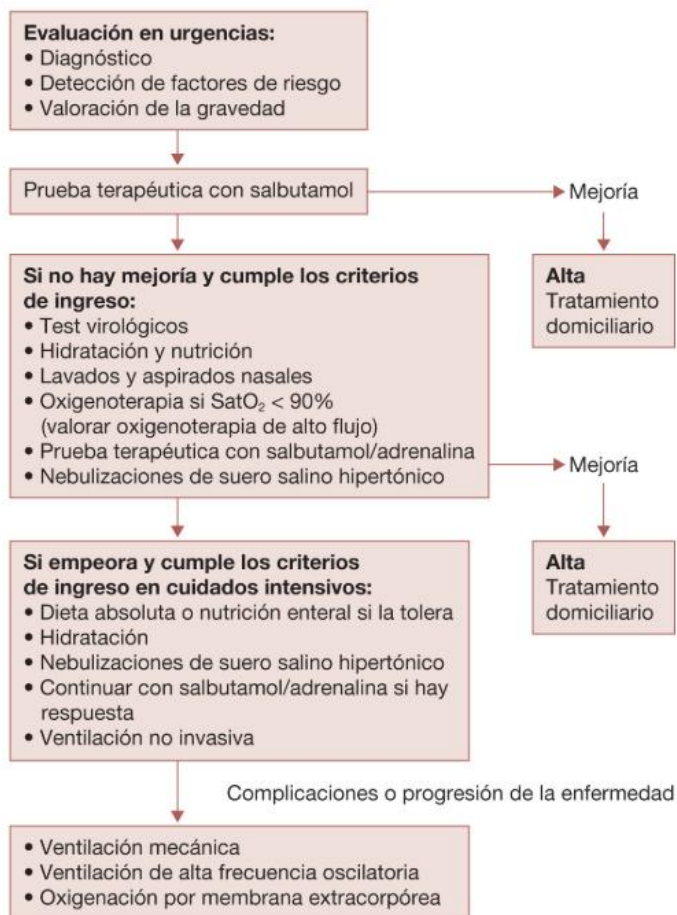 Evaluación en urgencias:
• Diagnóstico
• Detección de factores de riesgo
• Valoración de la gravedad
Prueba terapéutica con salbutamol
Mejoría
Si no hay mejoría y cumple los criterios
de ingreso:
• Test virológicos
• Hidratación y nutrición
• Lavados y aspirados nasales
• Oxigenoterapia si SatO₂ < 90%
(valorar oxigenoterapia de alto flujo)
• Prueba terapéutica con salbutamol/adrenalina
• Nebulizaciones de suero salino hipertónico
Alta
Tratamiento
domiciliario
Mejoría
Si empeora y cumple los criterios
de ingreso en cuidados intensivos:
• Dieta absoluta o nutrición enteral si la tolera
• Hidratación
• Nebulizaciones de suero salino hipertónico
• Continuar con salbutamol/adrenalina si hay
respuesta
• Ventilación no invasiva
Alta
Tratamiento
domiciliario
Complicaciones o progresión de la enfermedad
• Ventilación mecánica
• Ventilación de alta frecuencia oscilatoria
• Oxigenación por membrana extracorpórea